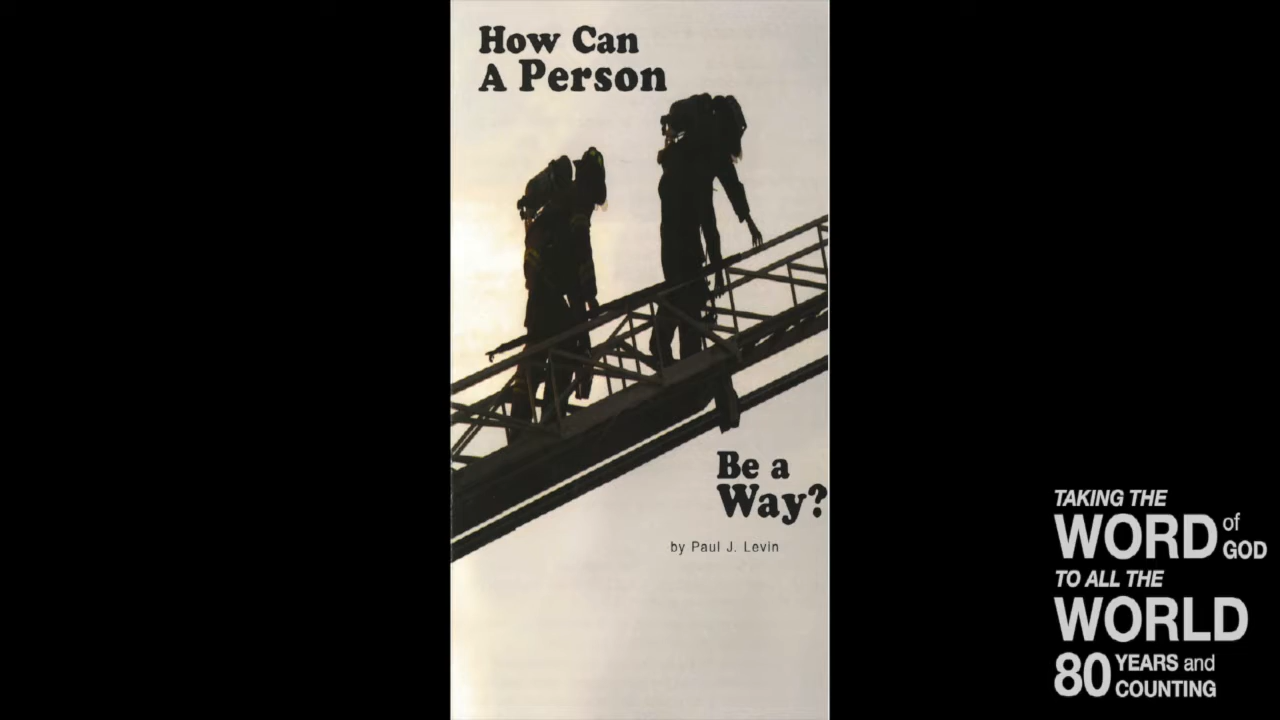 How Can
A Person
Be a
Way?
by Paul J. Levin
TAKING THE
WORD of
GOD
TO ALL THE
WORLD
80 YEARS and
COUNTING